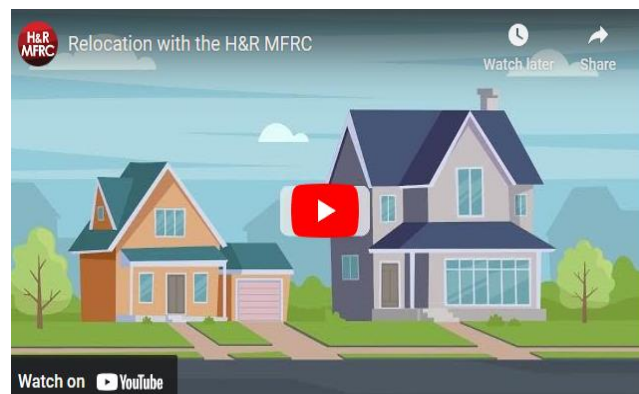 H&R
MFRC
Relocation with the H&R MFRC
Watch later
Share
Watch on YouTube